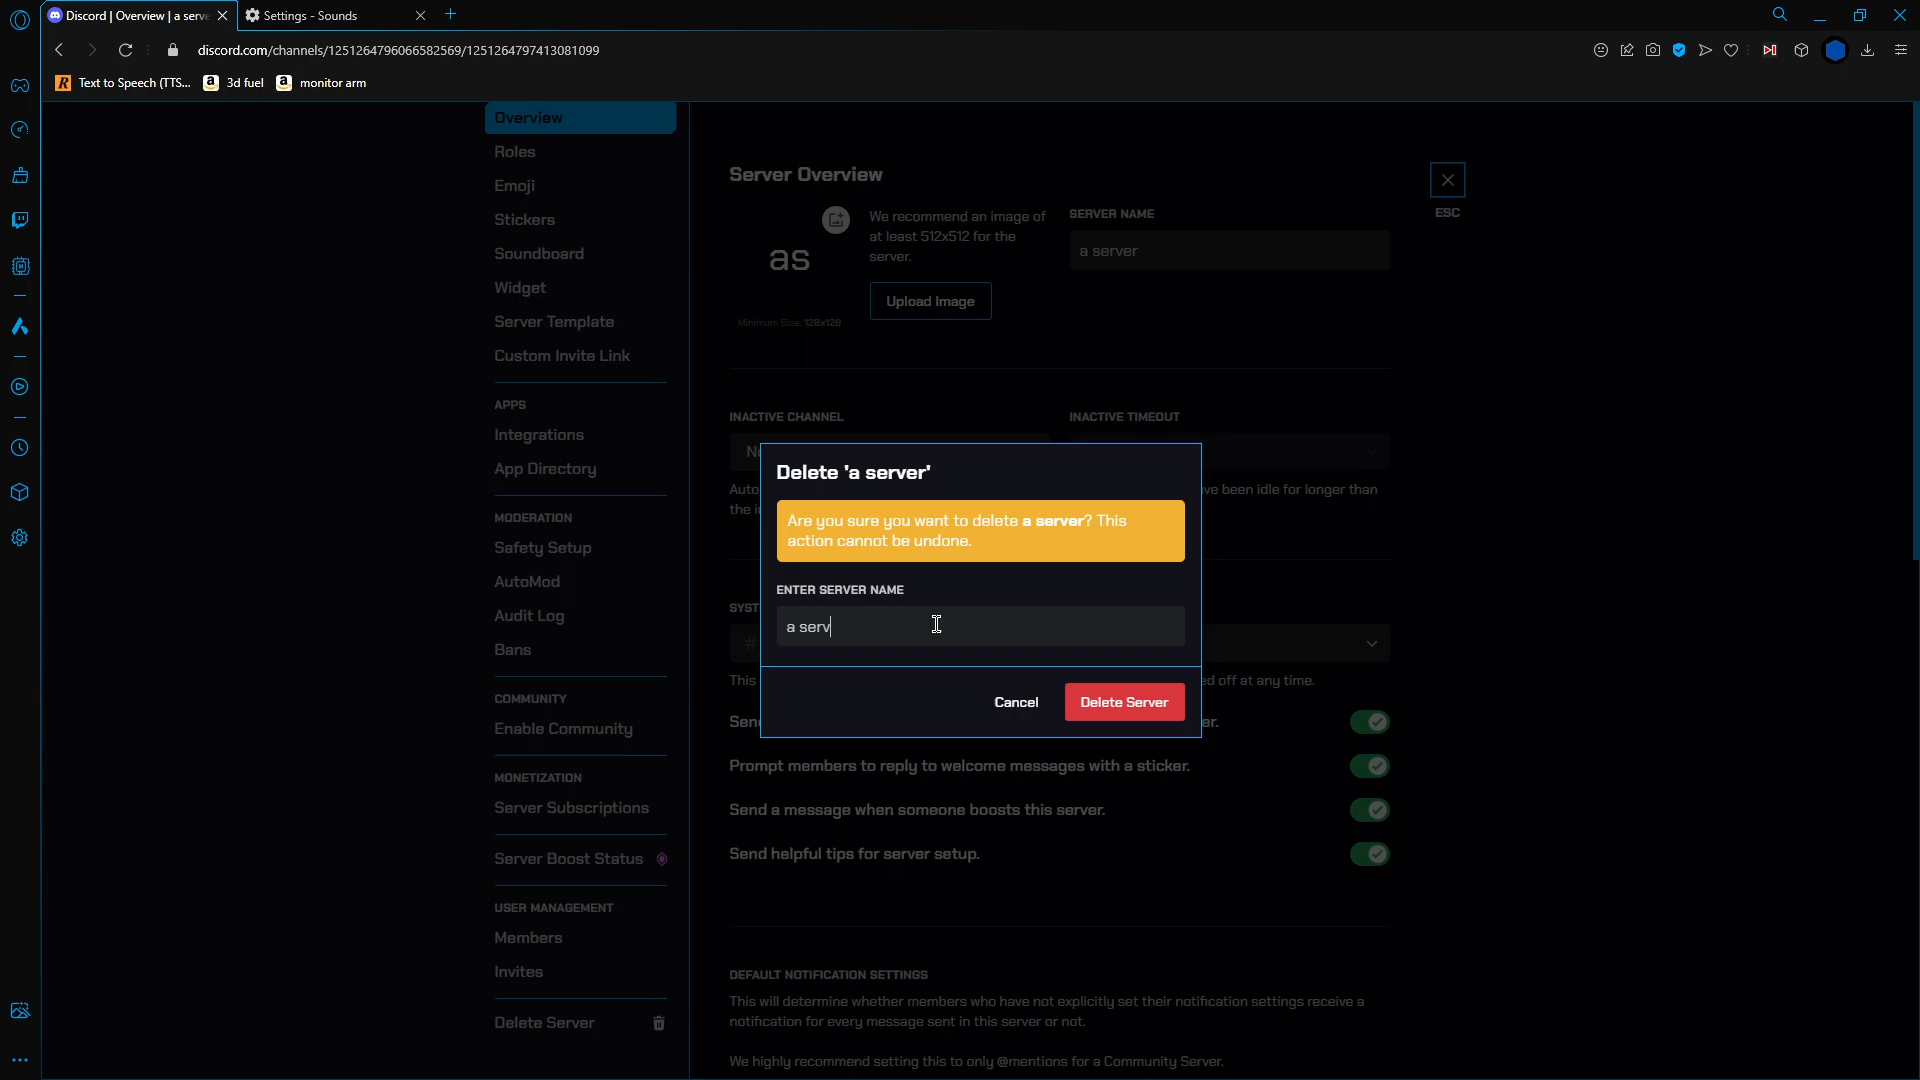 Discord | Overview | a serve
Settings - Sounds
discord.com/channels/1251264796066582569/1251264797413081099
Text to Speech (TTS...
3d fuel
monitor arm
Overview
Roles
Emoji
Stickers
Soundboard
Widget
Server Template
Custom Invite Link
APPS
Integrations
App Directory
MODERATION
Safety Setup
AutoMod
Audit Log
Bans
COMMUNITY
Enable Community
MONETIZATION
Server Subscriptions
Server Boost Status
USER MANAGEMENT
Members
Invites
Delete Server
Server Overview
as
Minimum Size: 128x128
We recommend an image of
at least 512x512 for the
server.
Upload Image
SERVER NAME
a server
ESC
INACTIVE CHANNEL
INACTIVE TIMEOUT
been idle for longer than
Delete 'a server'
Are you sure you want to delete a server? This
action cannot be undone.
ENTER SERVER NAME
a serv
Cancel
Delete Server
SYST
#
This
off at any time.
Prompt members to reply to welcome messages with a sticker.
Send a message when someone boosts this server.
Send helpful tips for server setup.
DEFAULT NOTIFICATION SETTINGS
This will determine whether members who have not explicitly set their notification settings receive a
notification for every message sent in this server or not.
We highly recommend setting this to only @mentions for a Community Server.